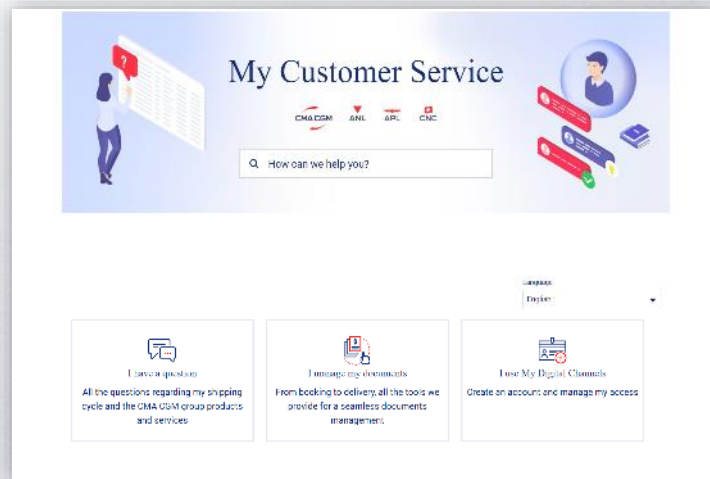 ?
My Customer Service
CMA CGM ANL APL CNC
How can we help you?
Language
English
I have a question
All the questions regarding my shipping
cycle and the CMA CGM group products
and services
I manage my documents
From booking to delivery, all the tools we
provide for a seamless documents
management
I use My Digital Channels
Create an account and manage my access